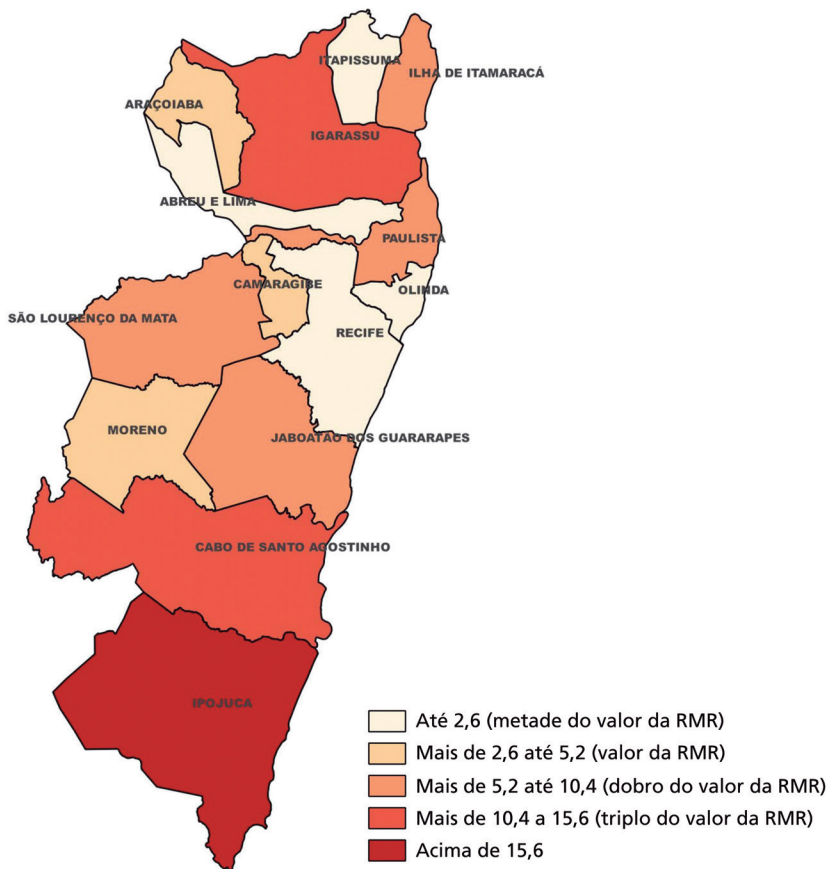 ITAPISSUMA
ILHA DE ITAMARACÁ
ARAÇOIABA
IGARASSU
ABREU E LIMA
PAULISTA
CAMARAGIBE
OLINDA
SÃO LOURENÇO DA MATA
RECIFE
MORENO
JABOATÃO DOS GUARARAPES
CABO DE SANTO AGOSTINHO
IPOJUCA
Até 2,6 (metade do valor da RMR)
Mais de 2,6 até 5,2 (valor da RMR)
Mais de 5,2 até 10,4 (dobro do valor da RMR)
Mais de 10,4 a 15,6 (triplo do valor da RMR)
Acima de 15,6